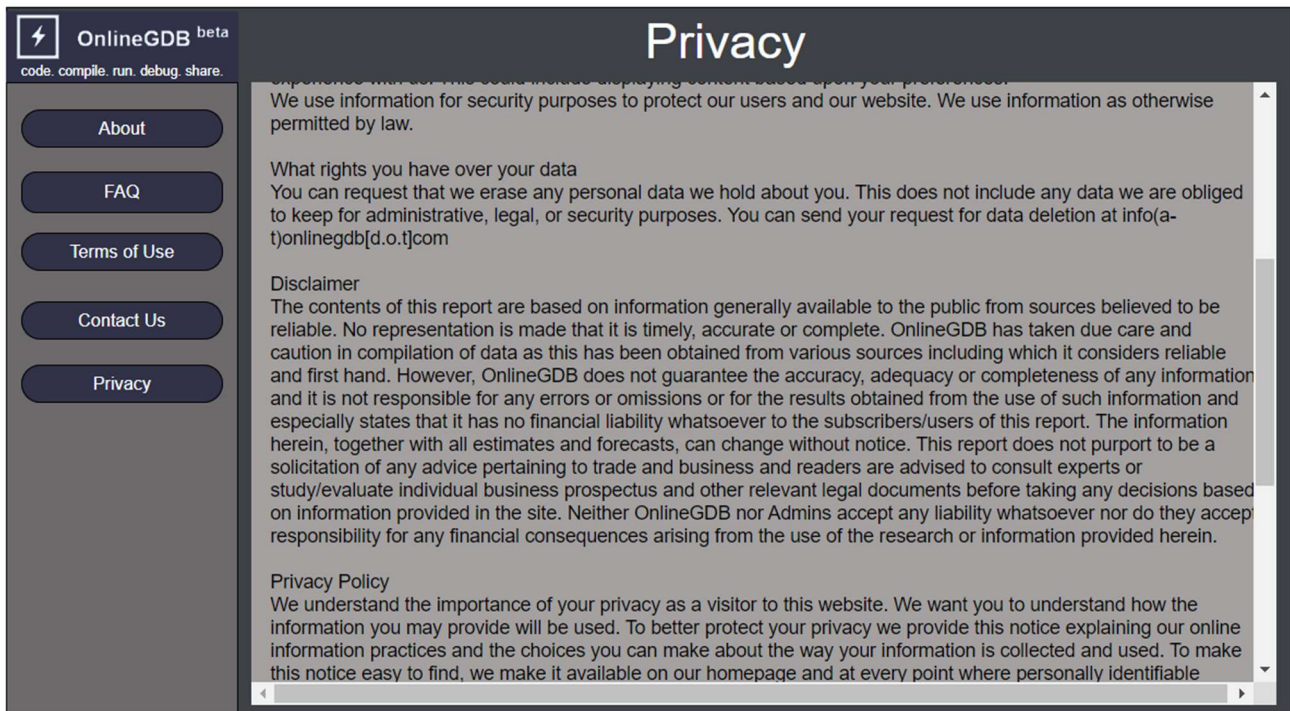 OnlineGDB beta
code. compile. run. debug. share.
About
FAQ
Terms of Use
Contact Us
Privacy
Privacy
experience with us. This could include displaying content based upon your preferences.
We use information for security purposes to protect our users and our website. We use information as otherwise
permitted by law.
What rights you have over your data
You can request that we erase any personal data we hold about you. This does not include any data we are obliged
to keep for administrative, legal, or security purposes. You can send your request for data deletion at info(a-
t)onlinegdb[d.o.t]com
Disclaimer
The contents of this report are based on information generally available to the public from sources believed to be
reliable. No representation is made that it is timely, accurate or complete. OnlineGDB has taken due care and
caution in compilation of data as this has been obtained from various sources including which it considers reliable
and first hand. However, OnlineGDB does not guarantee the accuracy, adequacy or completeness of any information
and it is not responsible for any errors or omissions or for the results obtained from the use of such information and
especially states that it has no financial liability whatsoever to the subscribers/users of this report. The information
herein, together with all estimates and forecasts, can change without notice. This report does not purport to be a
solicitation of any advice pertaining to trade and business and readers are advised to consult experts or
study/evaluate individual business prospectus and other relevant legal documents before taking any decisions based
on information provided in the site. Neither OnlineGDB nor Admins accept any liability whatsoever nor do they accept
responsibility for any financial consequences arising from the use of the research or information provided herein.
Privacy Policy
We understand the importance of your privacy as a visitor to this website. We want you to understand how the
information you may provide will be used. To better protect your privacy we provide this notice explaining our online
information practices and the choices you can make about the way your information is collected and used. To make
this notice easy to find, we make it available on our homepage and at every point where personally identifiable